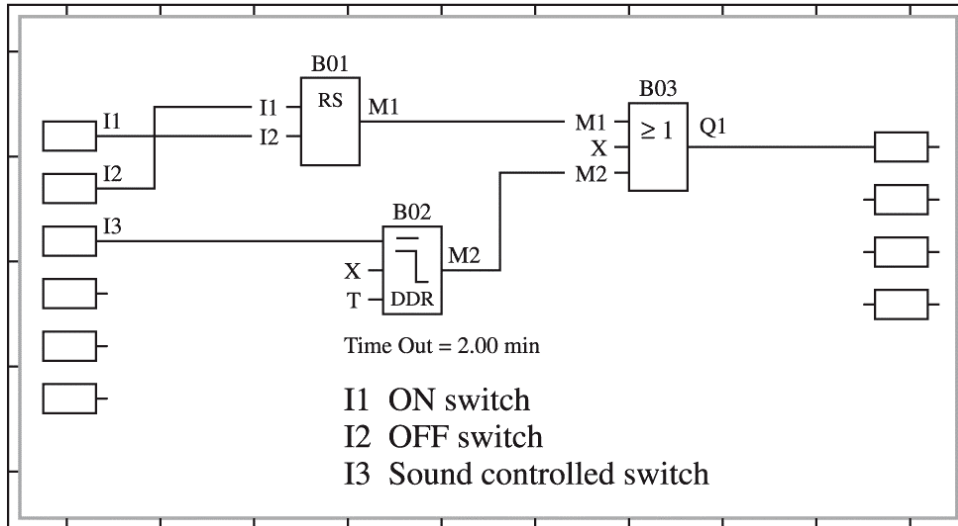 B01
RS
I1
I2
M1
I1
I2
I3
B03
M1
X
M2
≥ 1
Q1
B02
X
T
DDR
M2
Time Out = 2.00 min
I1 ON switch
I2 OFF switch
I3 Sound controlled switch